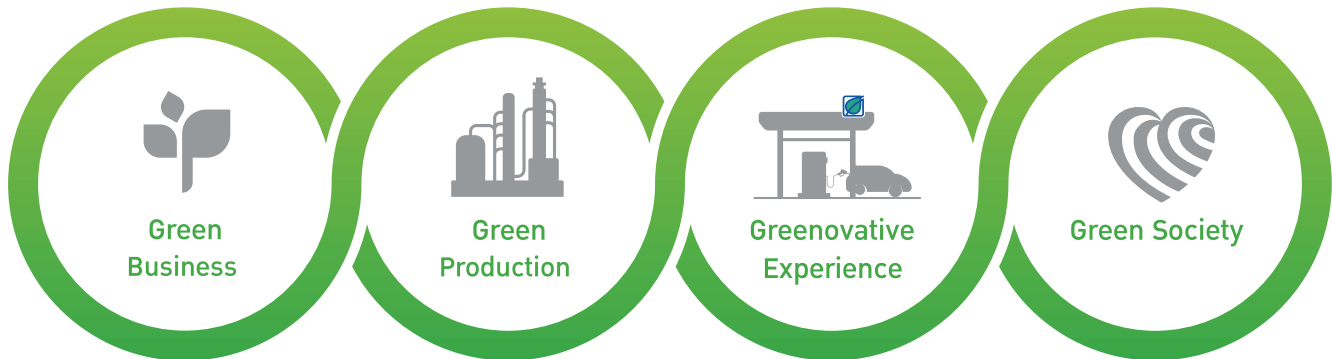 Green
Business
Green
Production
Greenovative
Experience
Green Society